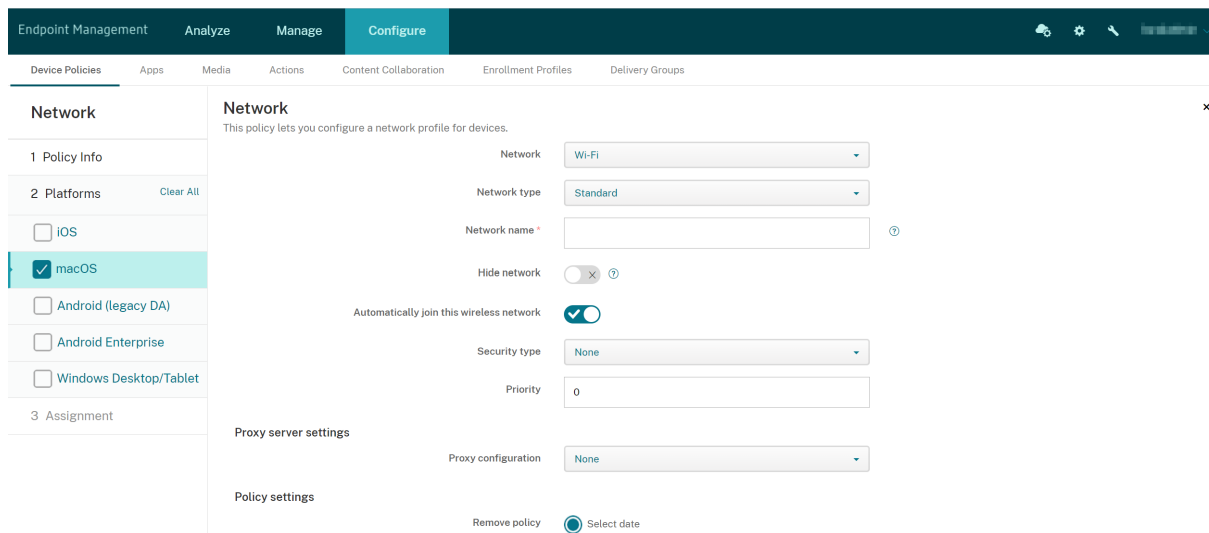 Endpoint Management Analyze Manage Configure
Device Policies Apps Media Actions Content Collaboration Enrollment Profiles Delivery Groups
Network
1 Policy Info
2 Platforms Clear All
iOS
macOS
Android (legacy DA)
Android Enterprise
Windows Desktop/Tablet
3 Assignment
Network
This policy lets you configure a network profile for devices.
Network Wi-Fi
Network type Standard
Network name *
Hide network
Automatically join this wireless network
Security type None
Priority 0
Proxy server settings
Proxy configuration None
Policy settings
Remove policy Select date